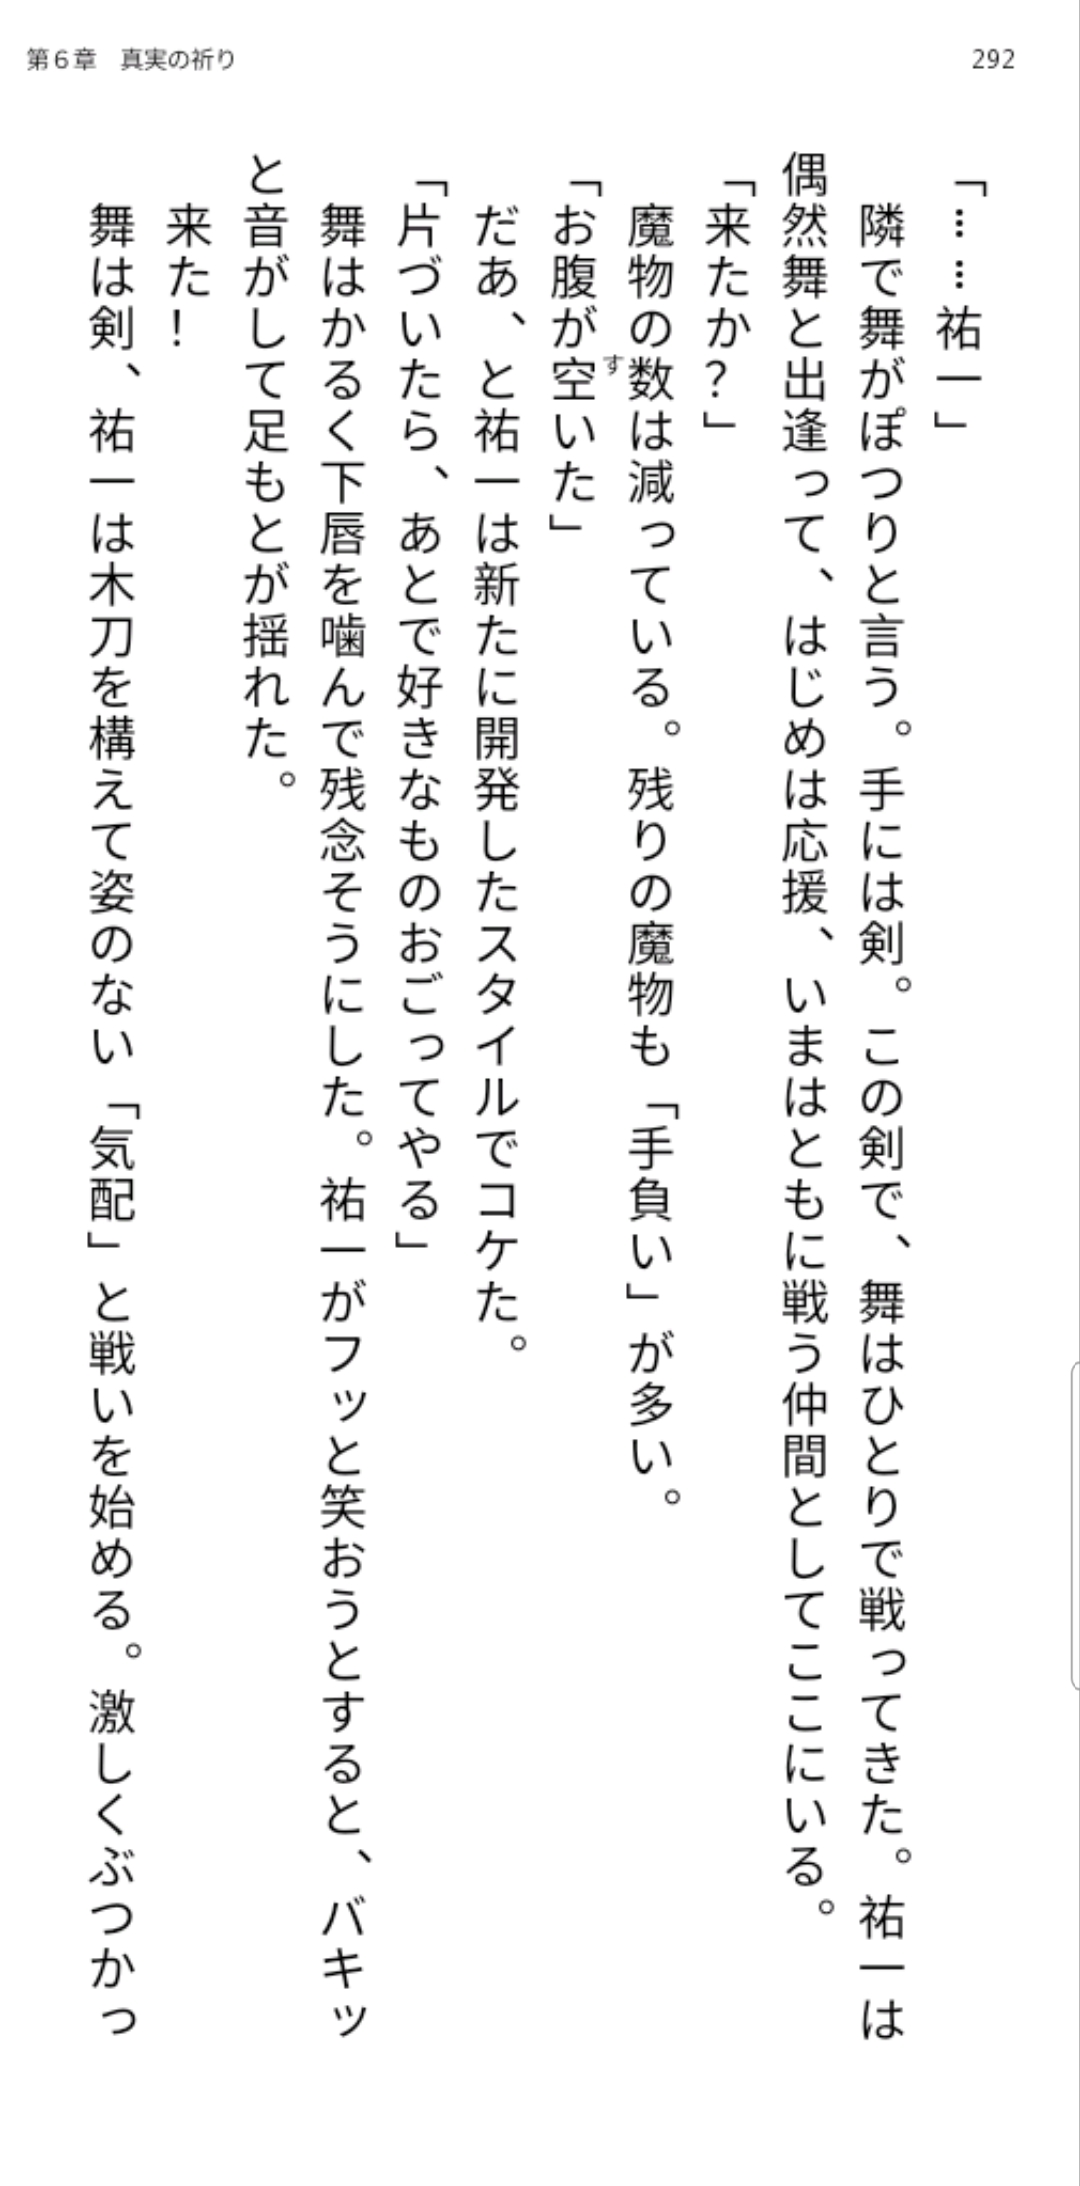 第6章　真実の祈り
292
「……祐一」
　隣で舞がぽつりと言う。手には剣。この剣で、舞はひとりで戦ってきた。祐一は
偶然舞と出逢って、はじめは応援、いまはともに戦う仲間としてここにいる。
「来たか？」
　魔物の数は減っている。残りの魔物も「手負い」が多い。
「お腹が空すいた」
　だあ、と祐一は新たに開発したスタイルでコケた。
「片づいたら、あとで好きなものおごってやる」
　舞はかるく下唇を噛んで残念そうにした。祐一がフッと笑おうとすると、バキッ
と音がして足もとが揺れた。
　来た！
　舞は剣、祐一は木刀を構えて姿のない「気配」と戦いを始める。激しくぶつかっ